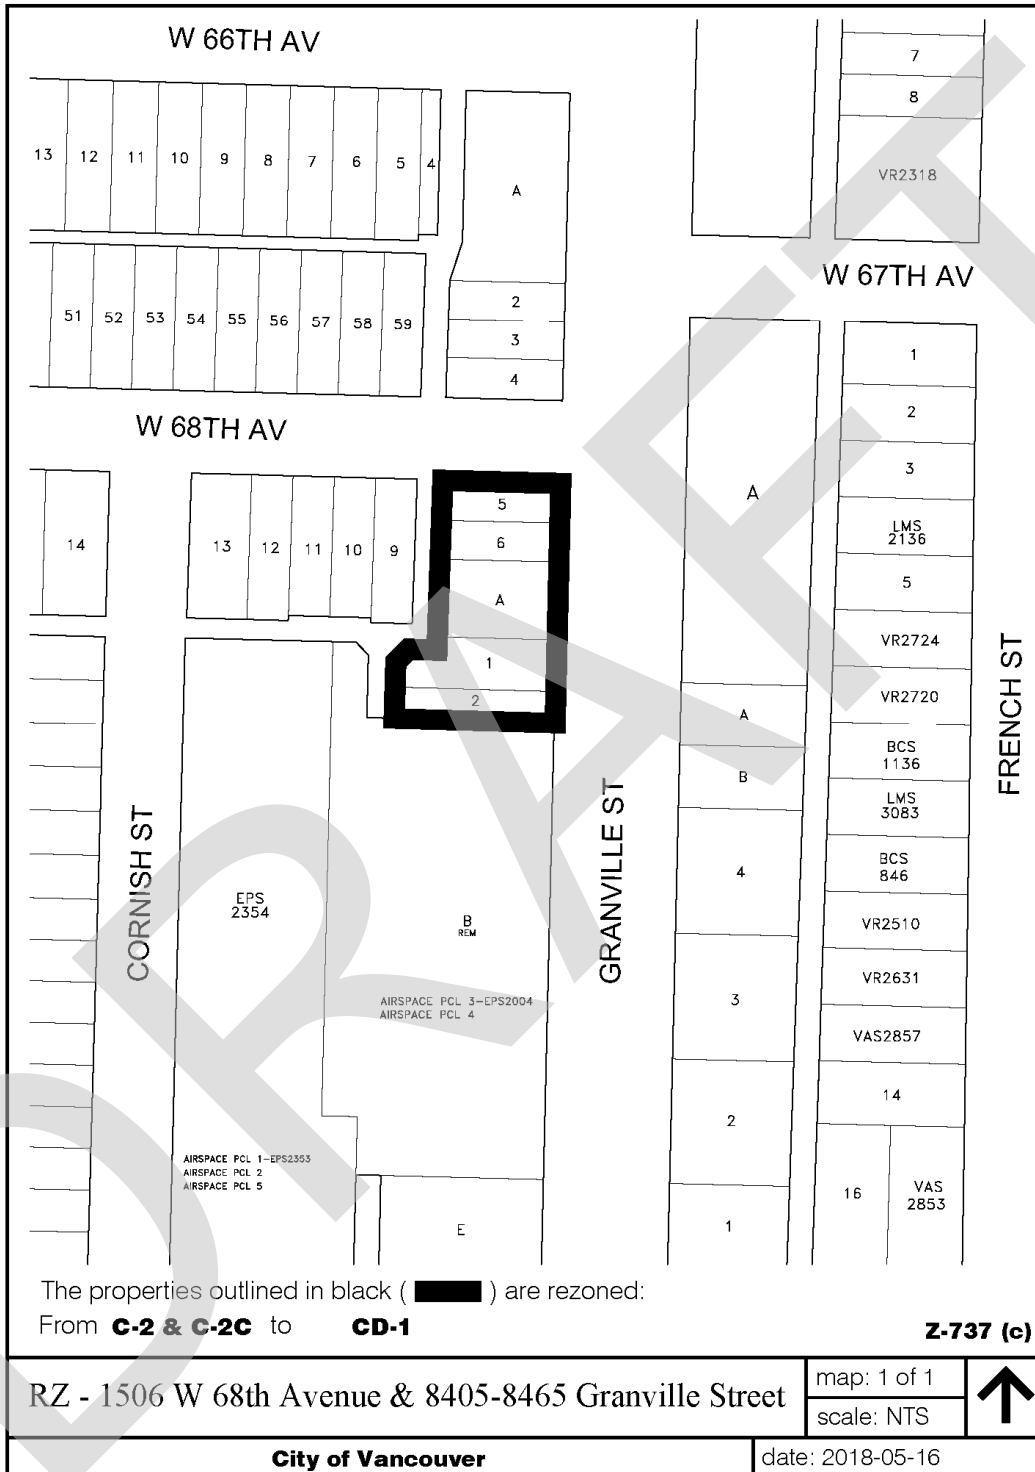 W 66TH AV
7
8
VR2318
13 12 11 10 9 8 7 6 5 4
A
W 67TH AV
51 52 53 54 55 56 57 58 59
2
3
4
W 68TH AV
14
13 12 11 10 9
5
6
A
1
2
A
A
B
4
3
2
1
1
2
3
LMS
2136
5
VR2724
VR2720
BCS
1136
LMS
3083
BCS
846
VR2510
VR2631
VAS2857
14
16
VAS
2853
FRENCH ST
GRANVILLE ST
CORNISH ST
EPS
2354
B
REM
AIRSPACE PCL 3-EPS2004
AIRSPACE PCL 4
AIRSPACE PCL 1-EPS2353
AIRSPACE PCL 2
AIRSPACE PCL 5
E
DRAFT
The properties outlined in black ( ) are rezoned:
From C-2 & C-2C to CD-1
Z-737 (c)
RZ - 1506 W 68th Avenue & 8405-8465 Granville Street
map: 1 of 1
scale: NTS
City of Vancouver
date: 2018-05-16